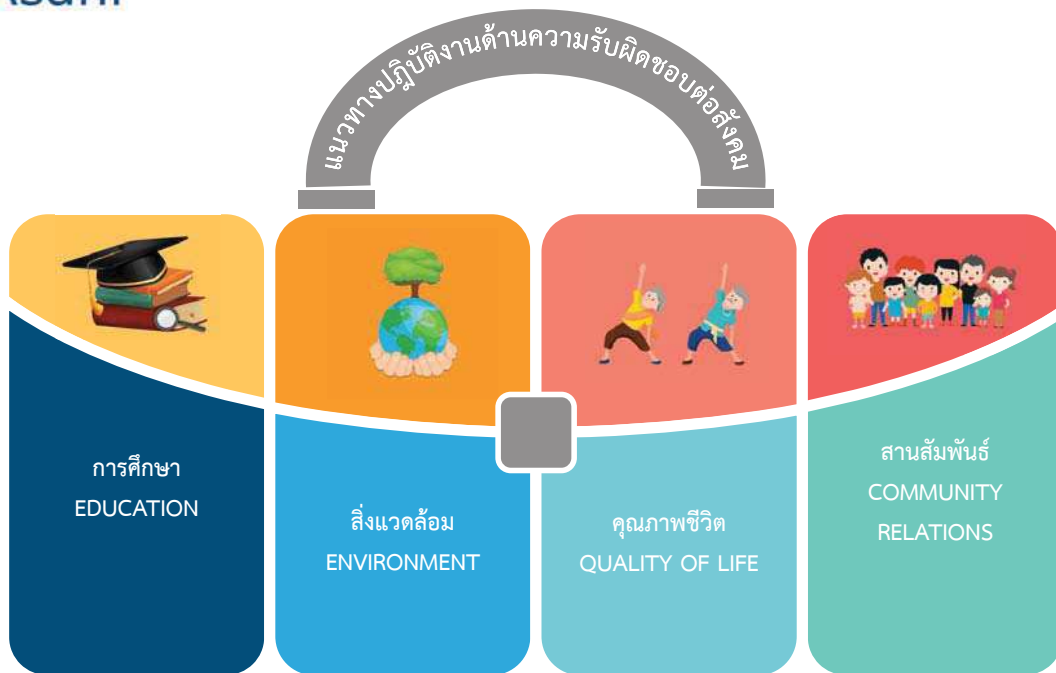 แนวทางปฏิบัติงานด้านความรับผิดชอบต่อสังคม
การศึกษา
EDUCATION
สิ่งแวดล้อม
ENVIRONMENT
คุณภาพชีวิต
QUALITY OF LIFE
สานสัมพันธ์
COMMUNITY
RELATIONS